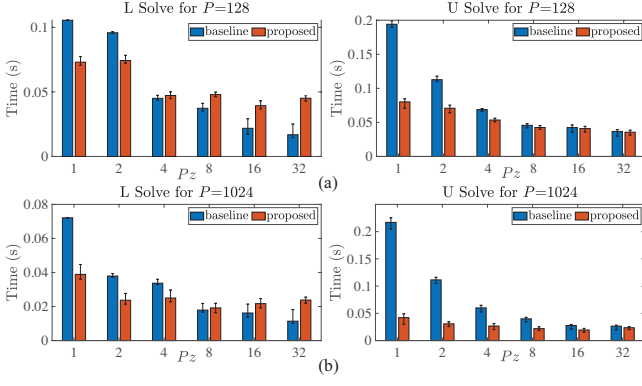 L Solve for P=128
U Solve for P=128
baseline proposed
baseline proposed
Time (s)
0.1
0.05
0
1 2 4 8 16 32
Pz
Time (s)
0.2
0.15
0.1
0.05
0
1 2 4 8 16 32
Pz
(a)
L Solve for P=1024
U Solve for P=1024
baseline proposed
baseline proposed
Time (s)
0.08
0.06
0.04
0.02
0
1 2 4 8 16 32
Pz
Time (s)
0.2
0.15
0.1
0.05
0
1 2 4 8 16 32
Pz
(b)